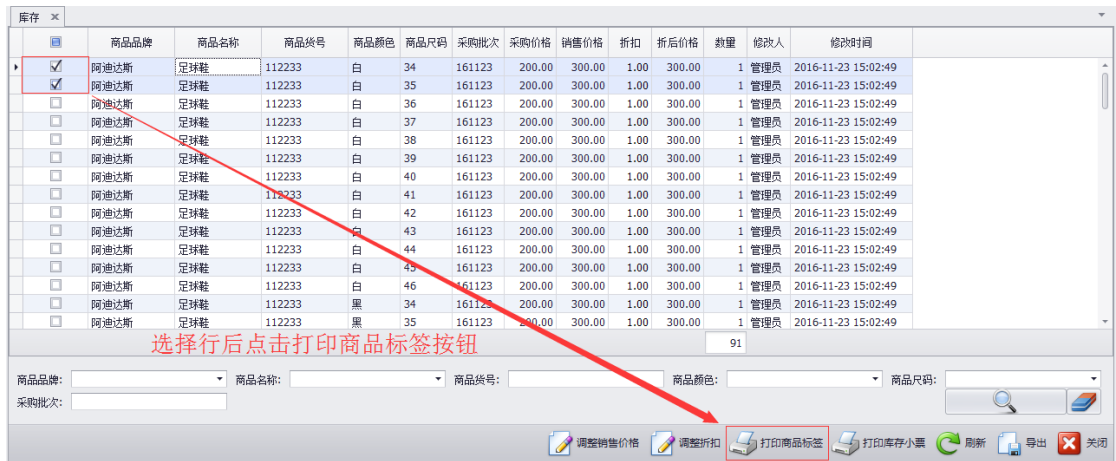 库存
商品品牌 商品名称 商品货号 商品颜色 商品尺码 采购批次 采购价格 销售价格 折扣 折后价格 数量 修改人 修改时间
阿迪达斯 足球鞋 112233 白 34 161123 200.00 300.00 1.00 300.00 1 管理员 2016-11-23 15:02:49
阿迪达斯 足球鞋 112233 白 35 161123 200.00 300.00 1.00 300.00 1 管理员 2016-11-23 15:02:49
阿迪达斯 足球鞋 112233 白 36 161123 200.00 300.00 1.00 300.00 1 管理员 2016-11-23 15:02:49
阿迪达斯 足球鞋 112233 白 37 161123 200.00 300.00 1.00 300.00 1 管理员 2016-11-23 15:02:49
阿迪达斯 足球鞋 112233 白 38 161123 200.00 300.00 1.00 300.00 1 管理员 2016-11-23 15:02:49
阿迪达斯 足球鞋 112233 白 39 161123 200.00 300.00 1.00 300.00 1 管理员 2016-11-23 15:02:49
阿迪达斯 足球鞋 112233 白 40 161123 200.00 300.00 1.00 300.00 1 管理员 2016-11-23 15:02:49
阿迪达斯 足球鞋 112233 白 41 161123 200.00 300.00 1.00 300.00 1 管理员 2016-11-23 15:02:49
阿迪达斯 足球鞋 112233 白 42 161123 200.00 300.00 1.00 300.00 1 管理员 2016-11-23 15:02:49
阿迪达斯 足球鞋 112233 白 43 161123 200.00 300.00 1.00 300.00 1 管理员 2016-11-23 15:02:49
阿迪达斯 足球鞋 112233 白 44 161123 200.00 300.00 1.00 300.00 1 管理员 2016-11-23 15:02:49
阿迪达斯 足球鞋 112233 白 45 161123 200.00 300.00 1.00 300.00 1 管理员 2016-11-23 15:02:49
阿迪达斯 足球鞋 112233 白 46 161123 200.00 300.00 1.00 300.00 1 管理员 2016-11-23 15:02:49
阿迪达斯 足球鞋 112233 黑 34 161123 200.00 300.00 1.00 300.00 1 管理员 2016-11-23 15:02:49
阿迪达斯 足球鞋 112233 黑 35 161123 200.00 300.00 1.00 300.00 1 管理员 2016-11-23 15:02:49
选择行后点击打印商品标签按钮 91
商品品牌: 商品名称: 商品货号: 商品颜色: 商品尺码:
采购批次:
调整销售价格 调整折扣 打印商品标签 打印库存小票 刷新 导出 关闭